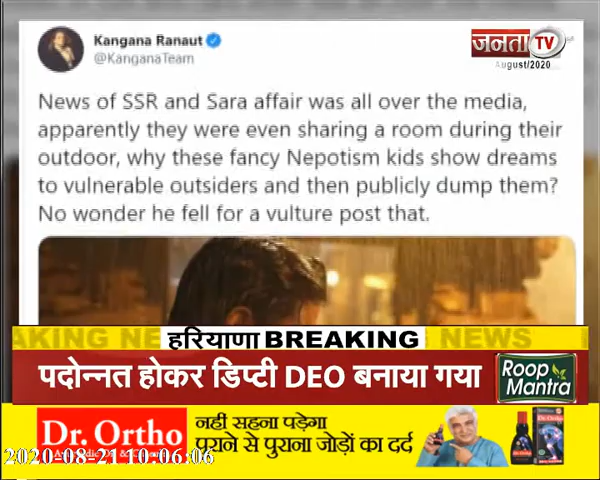 Kangana Ranaut
@KanganaTeam
जनता TV
August/2020
News of SSR and Sara affair was all over the media,
apparently they were even sharing a room during their
outdoor, why these fancy Nepotism kids show dreams
to vulnerable outsiders and then publicly dump them?
No wonder he fell for a vulture post that.
AKING NE
हरियाणा BREAKING
NEWS
पदोन्नत होकर डिप्टी DEO बनाया गया
Roop
Mantra
Dr. Ortho
नहीं सहना पड़ेगा
पुराने से पुराना जोड़ों का दर्द
Dr. Ortho
2020-08-21 10:06:06